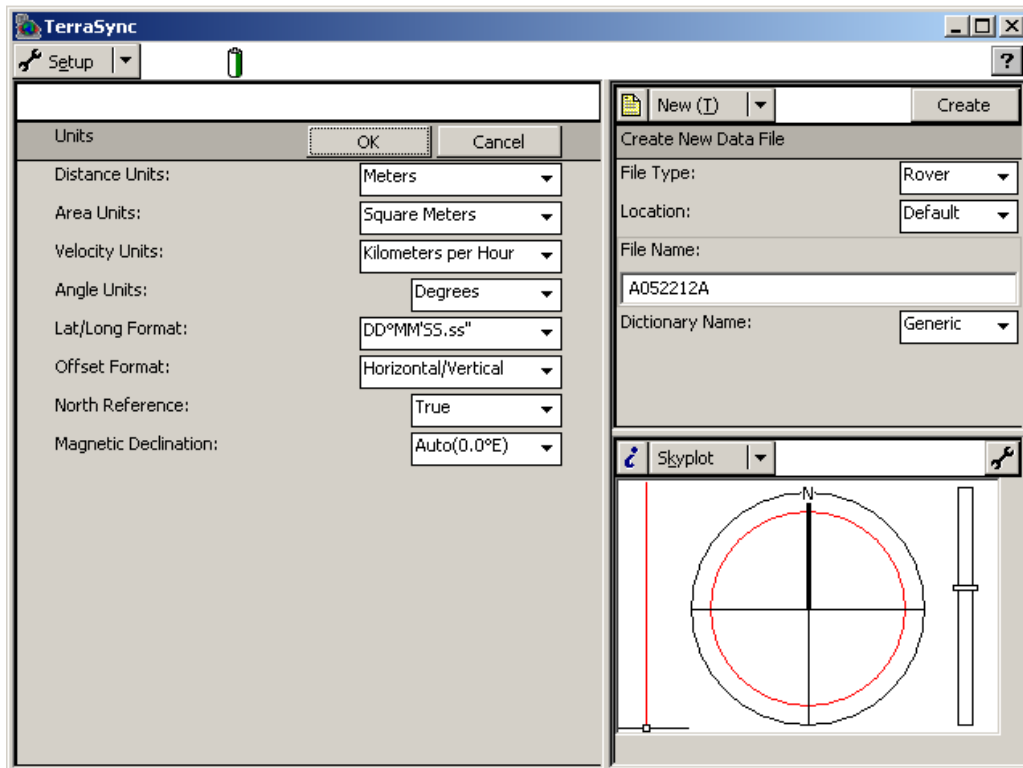 TerraSync
Setup
?
Units OK Cancel
Distance Units: Meters
Area Units: Square Meters
Velocity Units: Kilometers per Hour
Angle Units: Degrees
Lat/Long Format: DD°MM'SS.ss"
Offset Format: Horizontal/Vertical
North Reference: True
Magnetic Declination: Auto(0.0°E)
New (T) Create
Create New Data File
File Type: Rover
Location: Default
File Name:
A052212A
Dictionary Name: Generic
i Skyplot
N